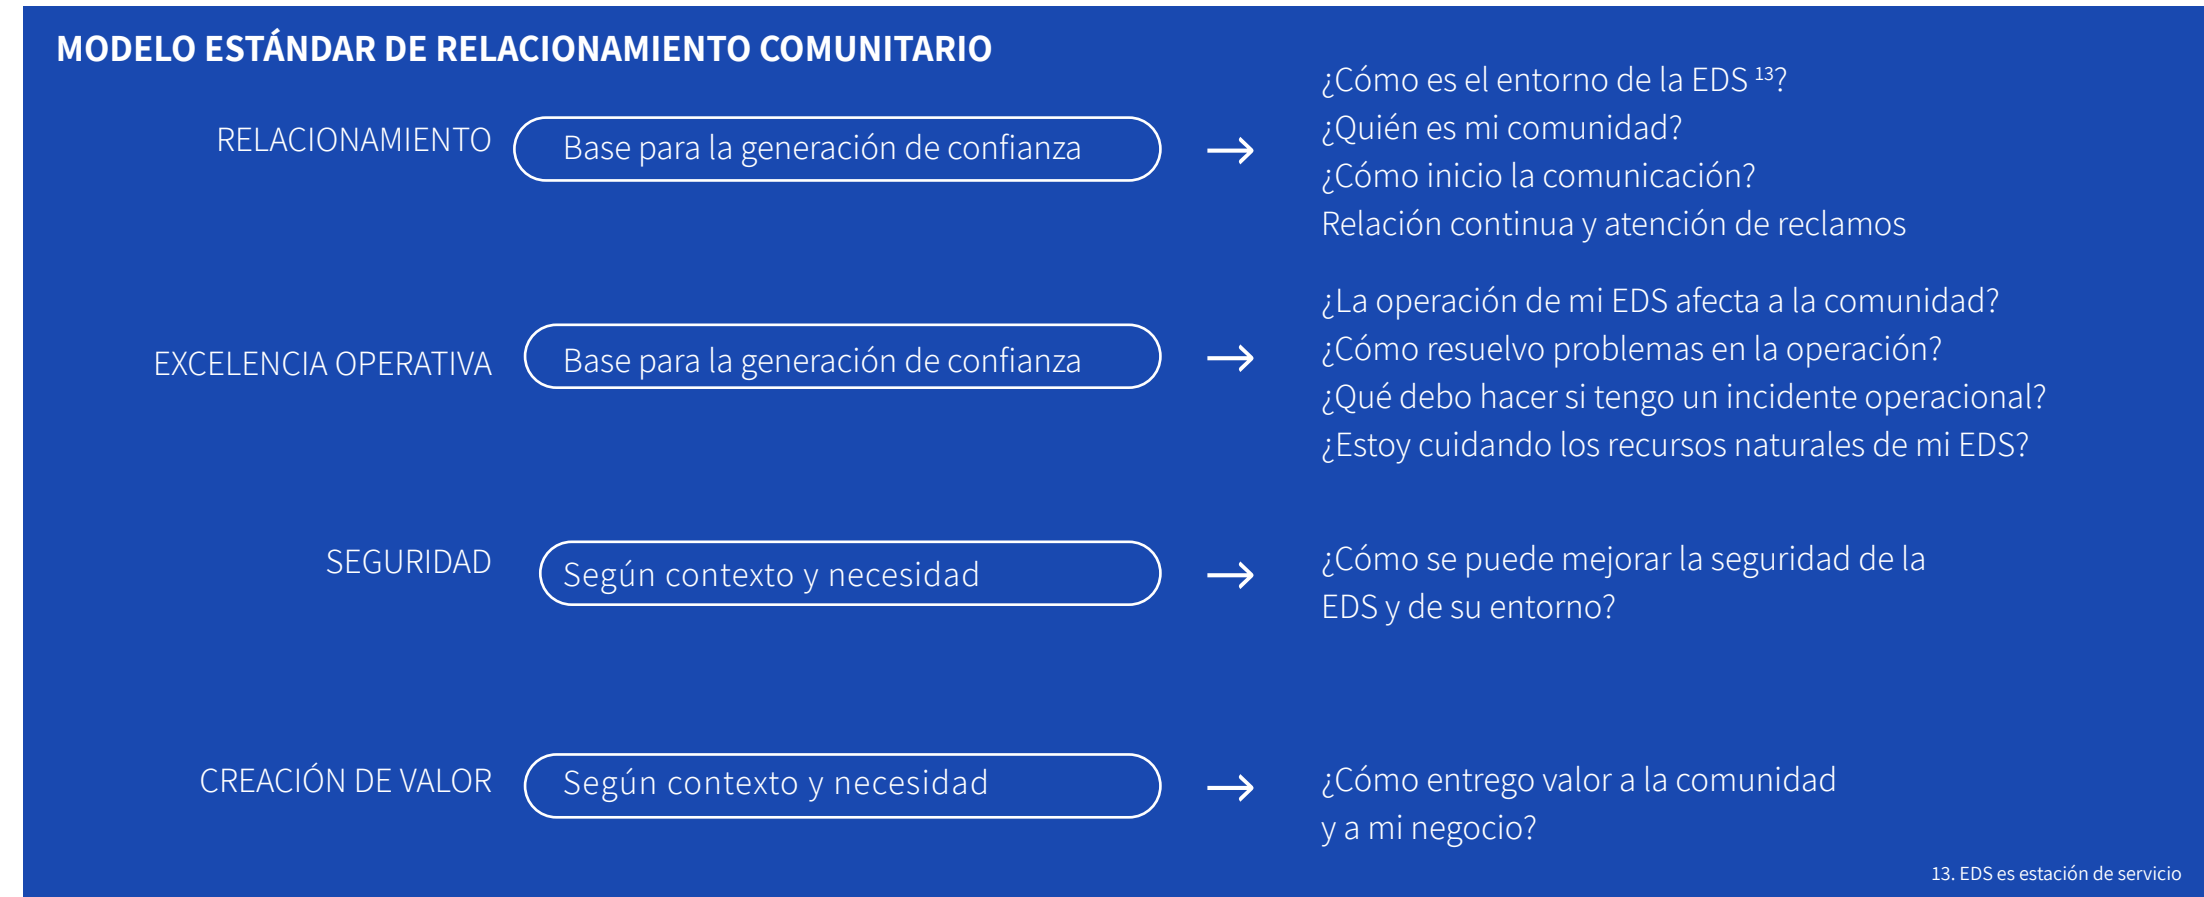 MODELO ESTÁNDAR DE RELACIONAMIENTO COMUNITARIO
RELACIONAMIENTO
Base para la generación de confianza
→
¿Cómo es el entorno de la EDS ¹³?
¿Quién es mi comunidad?
¿Cómo inicio la comunicación?
Relación continua y atención de reclamos
EXCELENCIA OPERATIVA
Base para la generación de confianza
→
¿La operación de mi EDS afecta a la comunidad?
¿Cómo resuelvo problemas en la operación?
¿Qué debo hacer si tengo un incidente operacional?
¿Estoy cuidando los recursos naturales de mi EDS?
SEGURIDAD
Según contexto y necesidad
→
¿Cómo se puede mejorar la seguridad de la
EDS y de su entorno?
CREACIÓN DE VALOR
Según contexto y necesidad
→
¿Cómo entrego valor a la comunidad
y a mi negocio?
13. EDS es estación de servicio